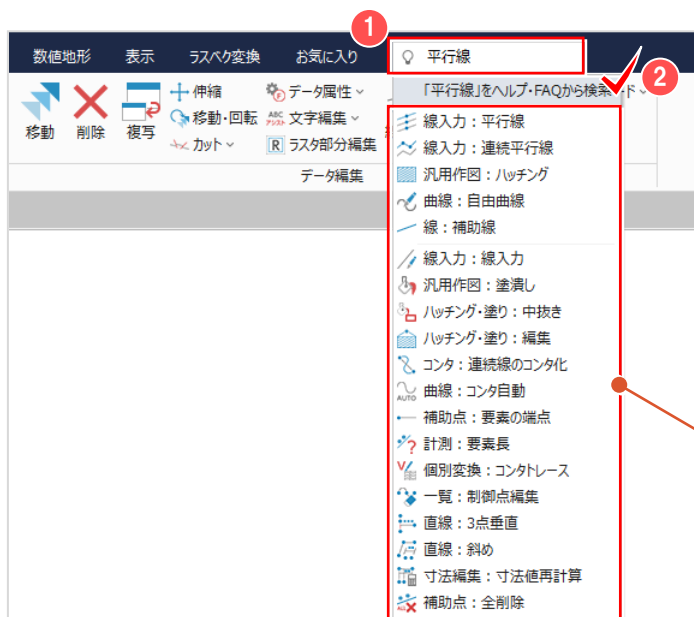 1
数値地形 表示 ラスベク変換 お気に入り 平行線
2
「平行線」をヘルプ・FAQから検索 ド
移動 削除 複写
伸縮 データ属性
移動・回転 ABC アシスト 文字編集
カット R ラスタ部分編集
データ編集
線入力：平行線
線入力：連続平行線
汎用作図：ハッチング
曲線：自由曲線
線：補助線
線入力：線入力
汎用作図：塗潰し
ハッチング・塗り：中抜き
ハッチング・塗り：編集
コンタ：連続線のコンタ化
AUTO 曲線：コンタ自動
補助点：要素の端点
計測：要素長
個別変換：コンタトレース
一覧：制御点編集
直線：3点垂直
直線：斜め
寸法編集：寸法値再計算
ALL 補助点：全削除